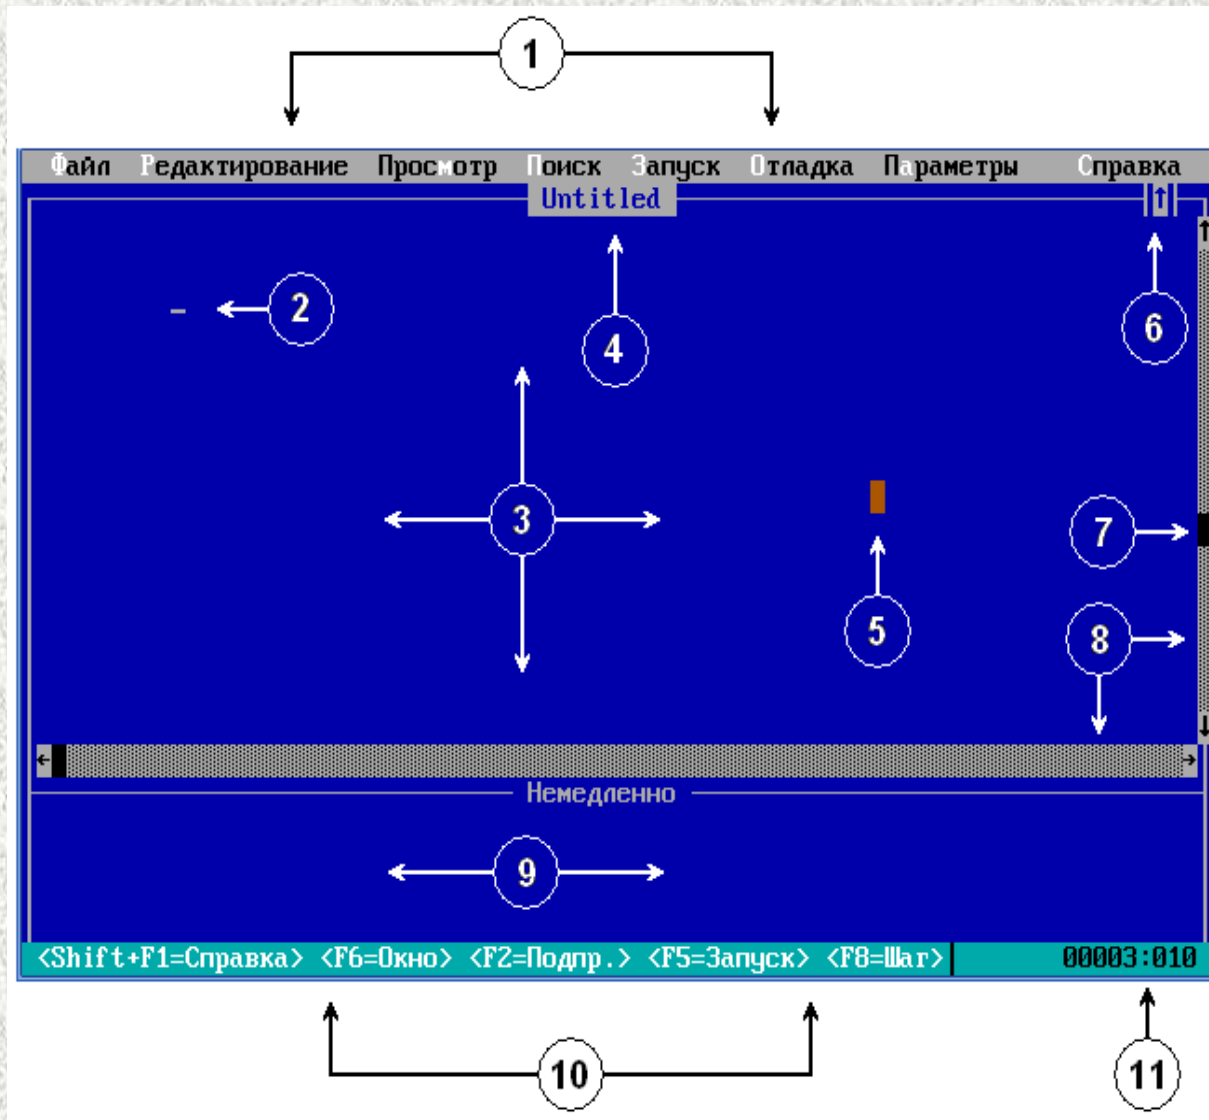 1
Файл Редактирование Просмотр Поиск Запуск Отладка Параметры Справка
Untitled ↑
2
4
6
3
7
5
8
Немедленно
9
<Shift+F1=Справка> <F6=Окно> <F2=Подпр.> <F5=Запуск> <F8=Шаг> 00003:010
10
11